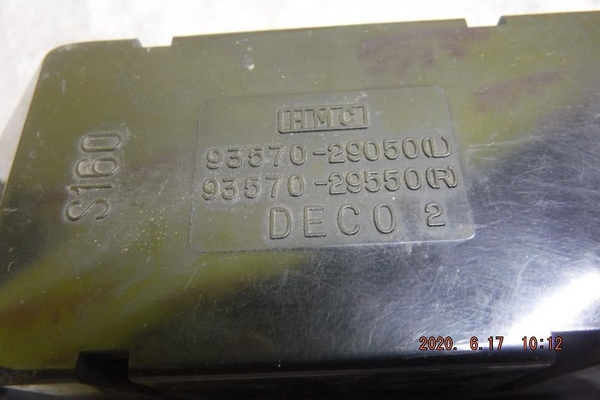 HMC
93570-29050(L)
93570-29550(R)
DECO 2
S160
2020. 6.17 10:12